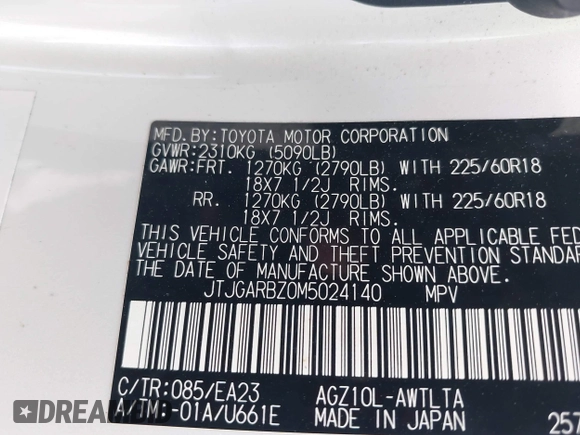 MFD.BY:TOYOTA MOTOR CORPORATION
GVWR:2310KG (5090LB)
GAWR:FRT. 1270KG (2790LB) WITH 225/60R18
18X7 1/2J RIMS.
RR. 1270KG (2790LB) WITH 225/60R18
18X7 1/2J RIMS.
THIS VEHICLE CONFORMS TO ALL APPLICABLE FED
VEHICLE SAFETY AND THEFT PREVENTION STANDAR
THE DATE OF MANUFACTURE SHOWN ABOVE.
JTJGARBZ0M5024140 MPV
C/TR:085/EA23 AGZ10L-AWTLTA
A/TM:-01A/U661E MADE IN JAPAN 257
DREAMBID